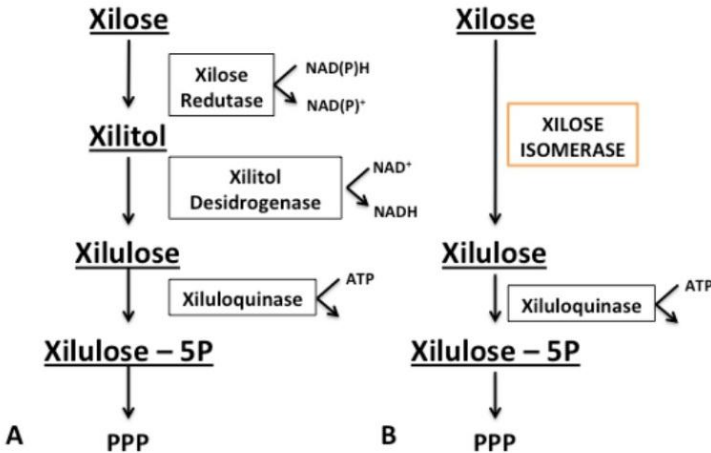 Xilose
Xilose
Redutase
NAD(P)H
NAD(P)⁺
Xilitol
Xilitol
Desidrogenase
NAD⁺
NADH
Xilulose
Xiluloquinase
ATP
Xilulose – 5P
PPP
A
Xilose
XILOSE
ISOMERASE
Xilulose
Xiluloquinase
ATP
Xilulose – 5P
PPP
B